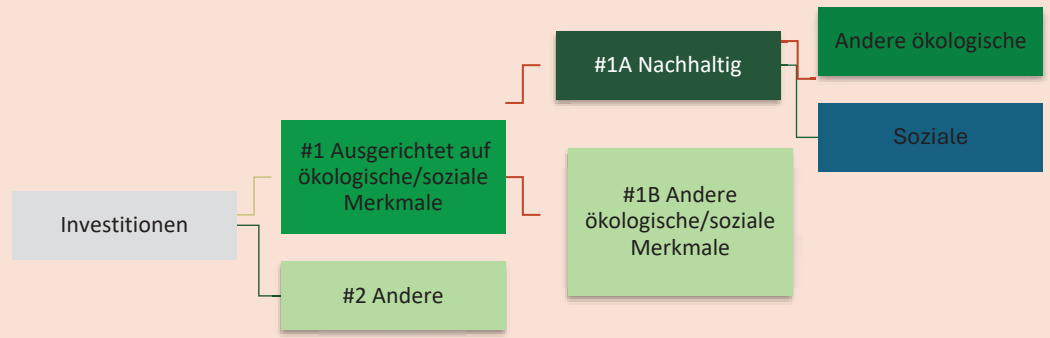 Andere ökologische
#1A Nachhaltig
Soziale
#1 Ausgerichtet auf
ökologische/soziale
Merkmale
#1B Andere
ökologische/soziale
Merkmale
Investitionen
#2 Andere